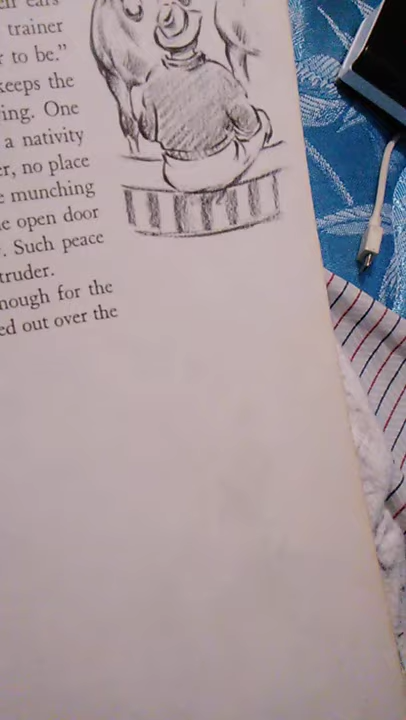 ears
trainer
to be."
keeps the
ing. One
a nativity
er, no place
e munching
e open door
. Such peace
truder.
nough for the
ed out over the